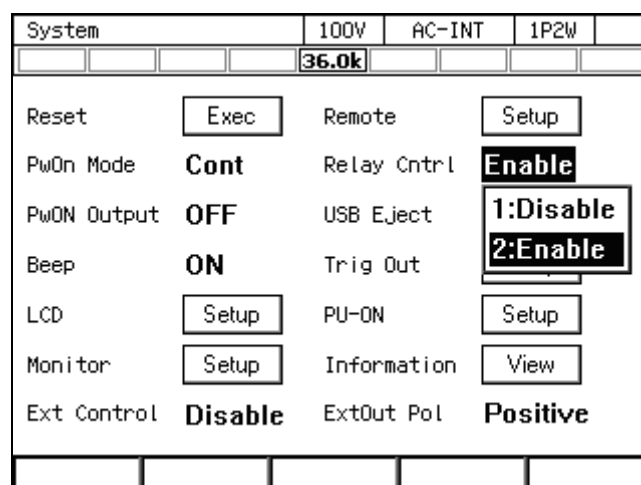 System 100V AC-INT 1P2W
36.0k
Reset Exec Remote Setup
PwOn Mode Cont Relay Cntrl Enable
PwON Output OFF USB Eject 1:Disable
2:Enable
Beep ON Trig Out
LCD Setup PU-ON Setup
Monitor Setup Information View
Ext Control Disable ExtOut Pol Positive